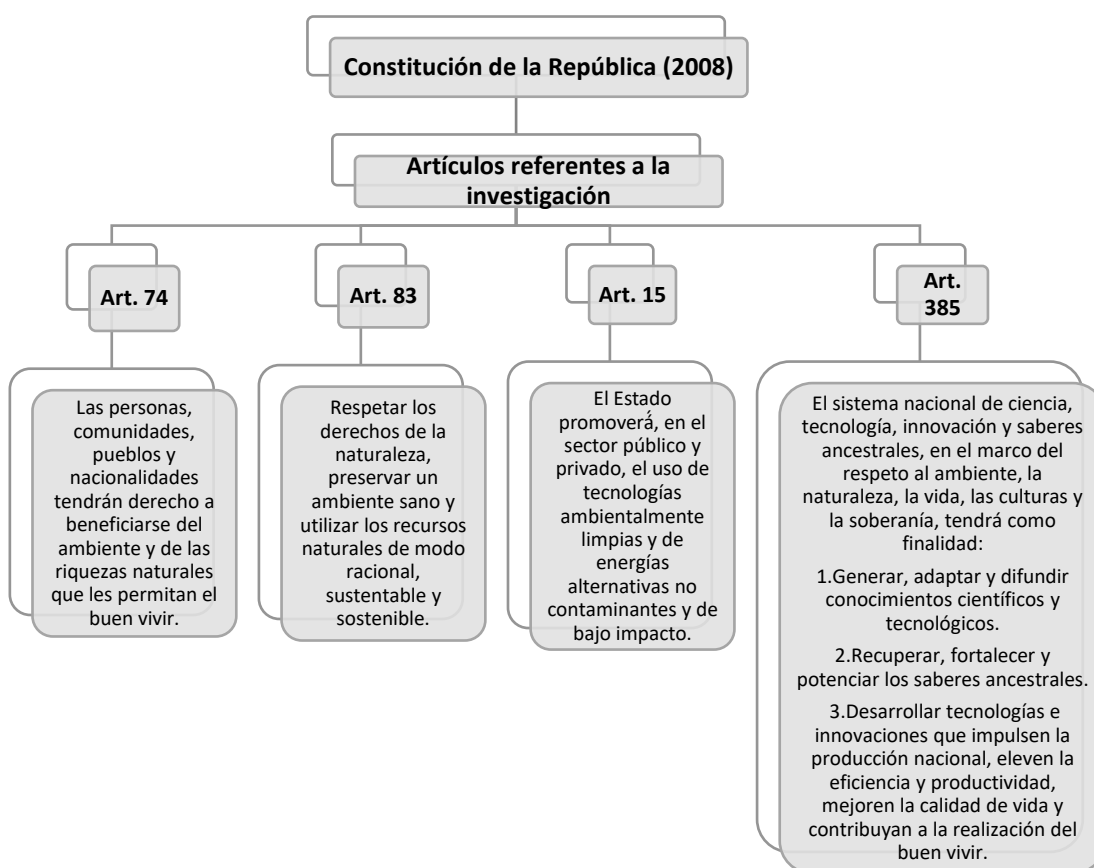 Constitución de la República (2008)
Artículos referentes a la
investigación
Art. 74
Las personas,
comunidades,
pueblos y
nacionalidades
tendrán derecho a
beneficiarse del
ambiente y de las
riquezas naturales
que les permitan el
buen vivir.
Art. 83
Respetar los
derechos de la
naturaleza,
preservar un
ambiente sano y
utilizar los recursos
naturales de modo
racional,
sustentable y
sostenible.
Art. 15
El Estado
promoverá, en el
sector público y
privado, el uso de
tecnologías
ambientalmente
limpias y de
energías
alternativas no
contaminantes y de
bajo impacto.
Art.
385
El sistema nacional de ciencia,
tecnología, innovación y saberes
ancestrales, en el marco del
respeto al ambiente, la
naturaleza, la vida, las culturas y
la soberanía, tendrá como
finalidad:
1.Generar, adaptar y difundir
conocimientos científicos y
tecnológicos.
2.Recuperar, fortalecer y
potenciar los saberes ancestrales.
3.Desarrollar tecnologías e
innovaciones que impulsen la
producción nacional, eleven la
eficiencia y productividad,
mejoren la calidad de vida y
contribuyan a la realización del
buen vivir.